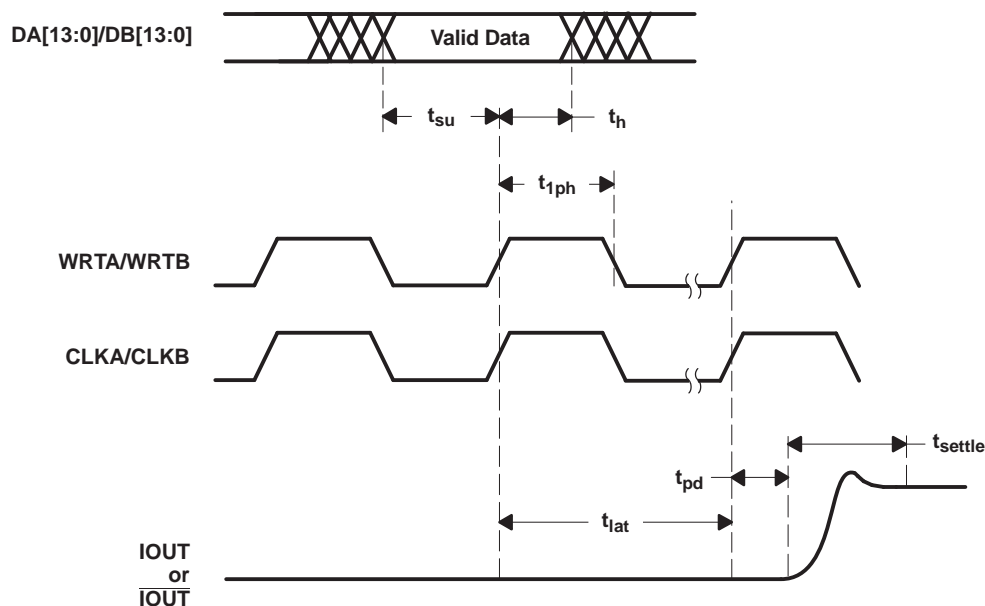 DA[13:0]/DB[13:0]
Valid Data
tsu
th
t1ph
WRTA/WRTB
CLKA/CLKB
tsettle
tpd
tlat
IOUT
or
IOUT